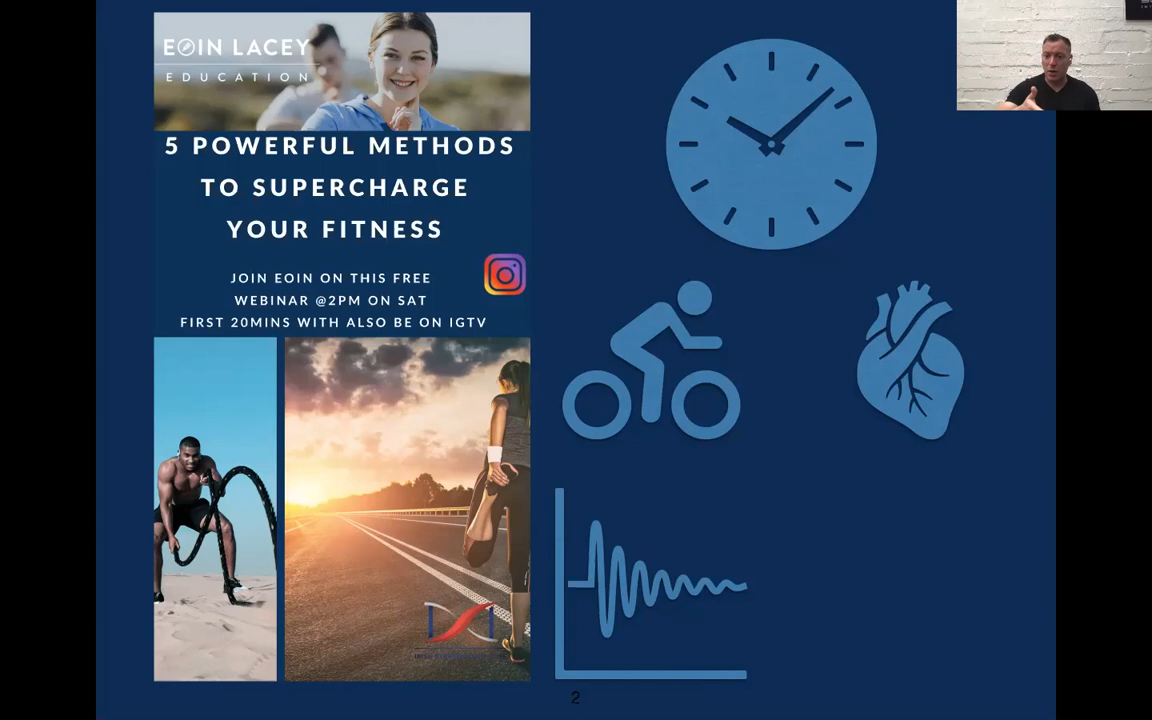 EOIN LACEY
EDUCATION
5 POWERFUL METHODS
TO SUPERCHARGE
YOUR FITNESS
JOIN EOIN ON THIS FREE
WEBINAR @2PM ON SAT
FIRST 20MINS WITH ALSO BE ON IGTV
2